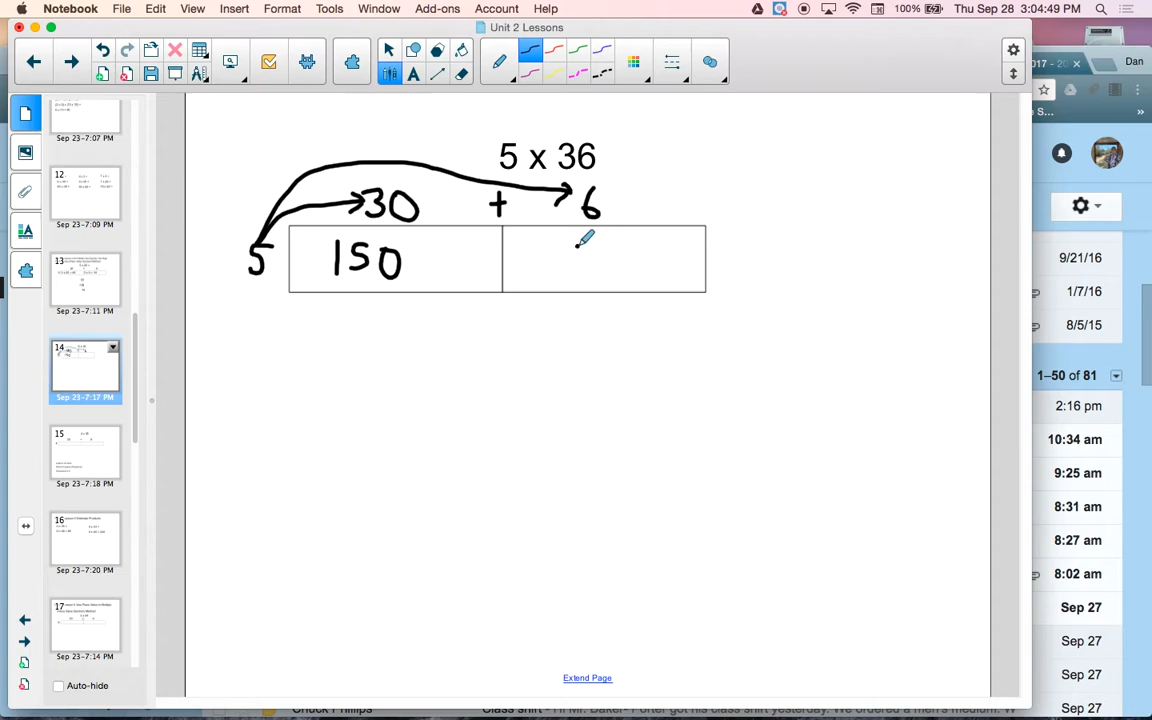 Notebook File Edit View Insert Format Tools Window Add-ons Account Help 100% Thu Sep 28 3:04:49 PM
Unit 2 Lessons
2017 - 20
Dan
5 x 36
30 + 6
5 150
Sep 23-7:07 PM
12
Sep 23-7:09 PM
13
Sep 23-7:11 PM
14
Sep 23-7:17 PM
15
Sep 23-7:18 PM
16
Sep 23-7:20 PM
17
Sep 23-7:14 PM
Auto-hide
Extend Page
9/21/16
1/7/16
8/5/15
1–50 of 81
2:16 pm
10:34 am
9:25 am
8:31 am
8:27 am
8:02 am
Sep 27
Sep 27
Sep 27
Sep 27